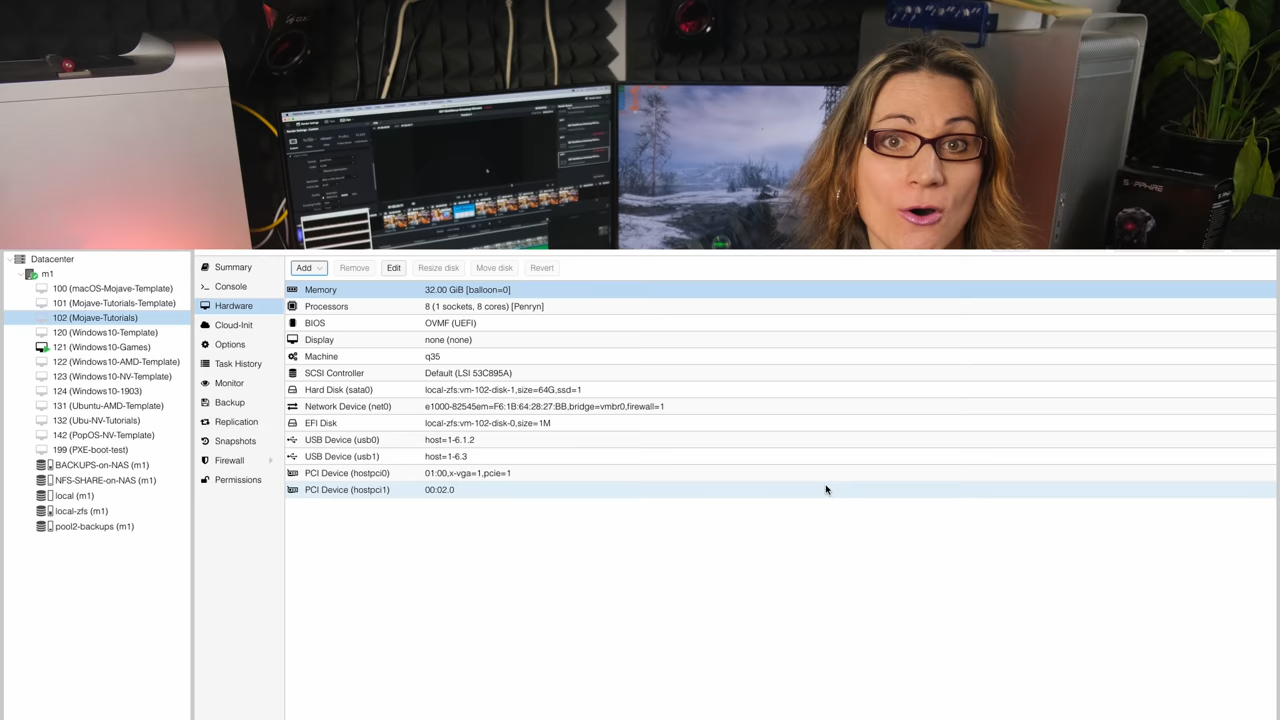 SAPPHIRE
Datacenter
m1
100 (macOS-Mojave-Template)
101 (Mojave-Tutorials-Template)
102 (Mojave-Tutorials)
120 (Windows10-Template)
121 (Windows10-Games)
122 (Windows10-AMD-Template)
123 (Windows10-NV-Template)
124 (Windows10-1903)
131 (Ubuntu-AMD-Template)
132 (Ubu-NV-Tutorials)
142 (PopOS-NV-Template)
199 (PXE-boot-test)
BACKUPS-on-NAS (m1)
NFS-SHARE-on-NAS (m1)
local (m1)
local-zfs (m1)
pool2-backups (m1)
Summary
Console
Hardware
Cloud-Init
Options
Task History
Monitor
Backup
Replication
Snapshots
Firewall
Permissions
Add Remove Edit Resize disk Move disk Revert
Memory 32.00 GiB [balloon=0]
Processors 8 (1 sockets, 8 cores) [Penryn]
BIOS OVMF (UEFI)
Display none (none)
Machine q35
SCSI Controller Default (LSI 53C895A)
Hard Disk (sata0) local-zfs:vm-102-disk-1,size=64G,ssd=1
Network Device (net0) e1000-82545em=F6:1B:64:28:27:BB,bridge=vmbr0,firewall=1
EFI Disk local-zfs:vm-102-disk-0,size=1M
USB Device (usb0) host=1-6.1.2
USB Device (usb1) host=1-6.3
PCI Device (hostpci0) 01:00,x-vga=1,pcie=1
PCI Device (hostpci1) 00:02.0